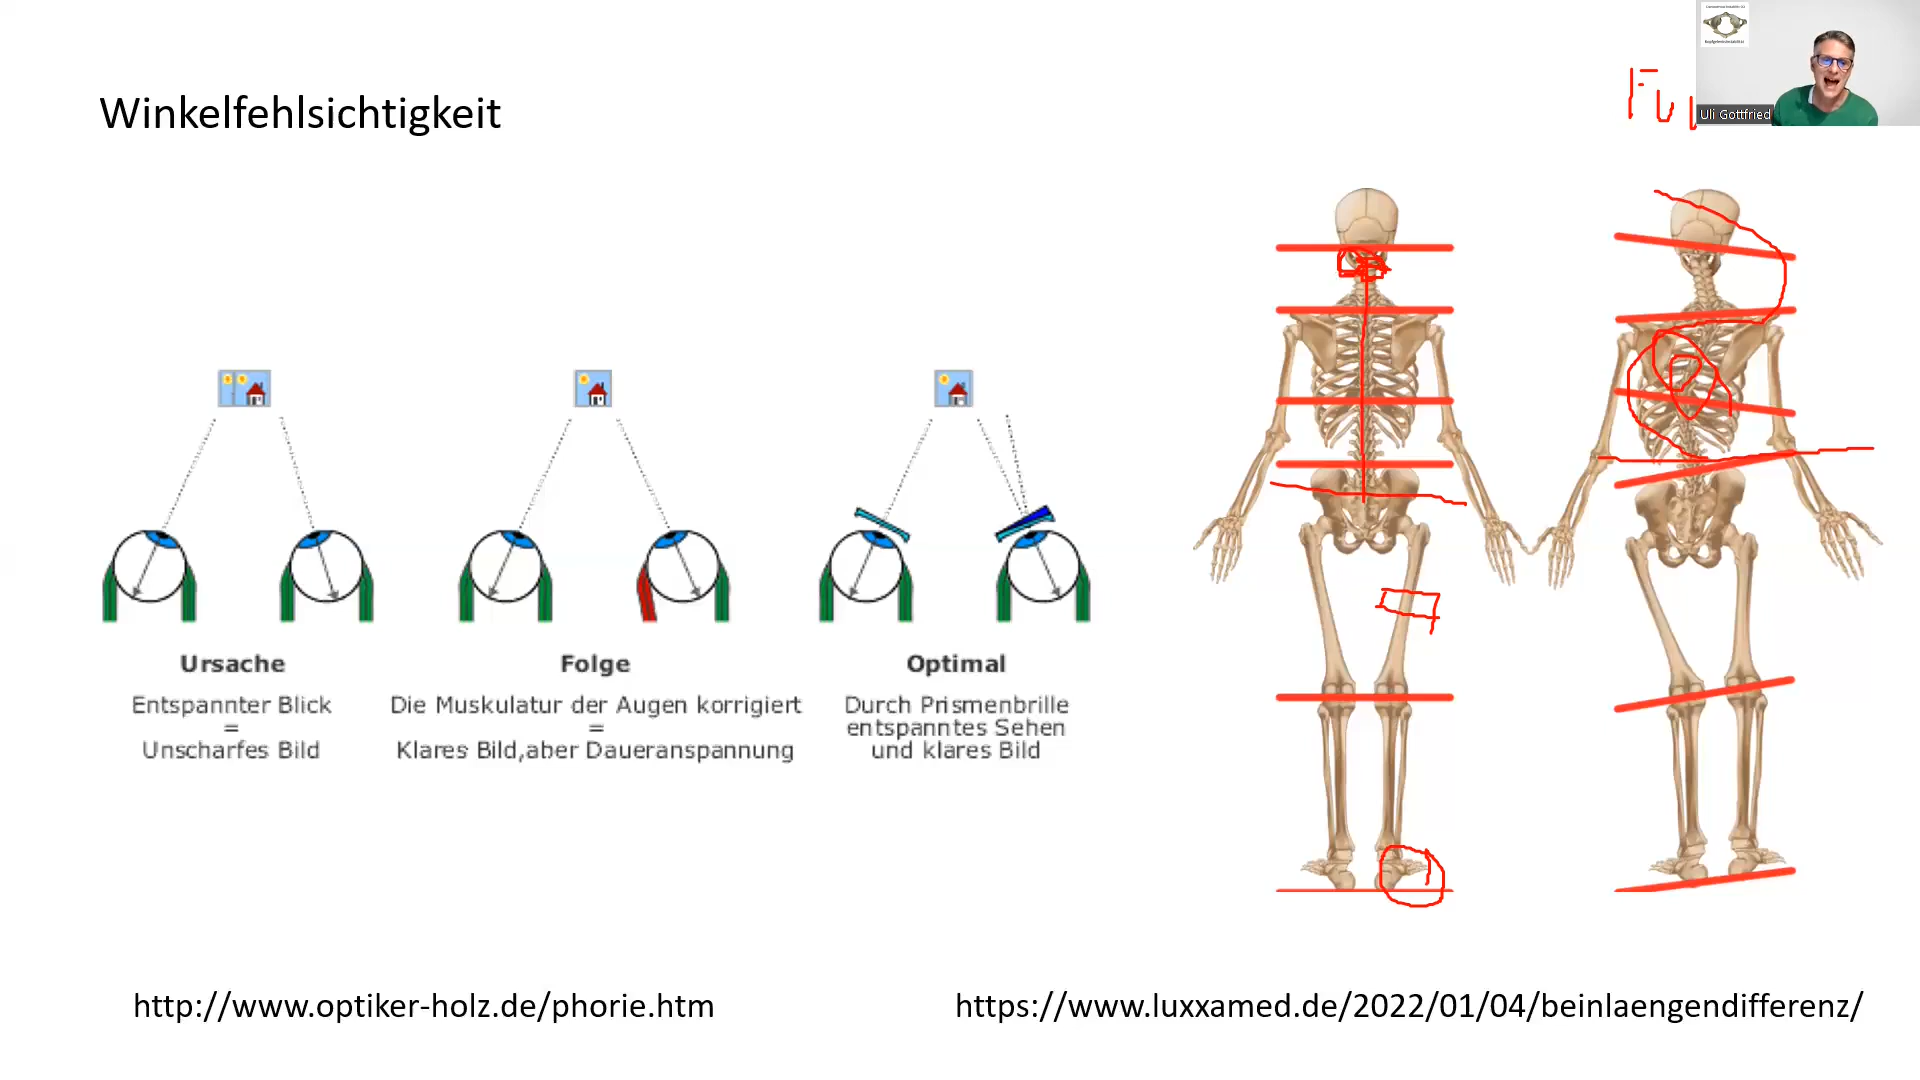 Winkelfehlsichtigkeit
Uli Gottfried
Ursache
Entspannter Blick
=
Unscharfes Bild
Folge
Die Muskulatur der Augen korrigiert
=
Klares Bild,aber Daueranspannung
Optimal
Durch Prismenbrille
entspanntes Sehen
und klares Bild
http://www.optiker-holz.de/phorie.htm
https://www.luxxamed.de/2022/01/04/beinlaengendifferenz/